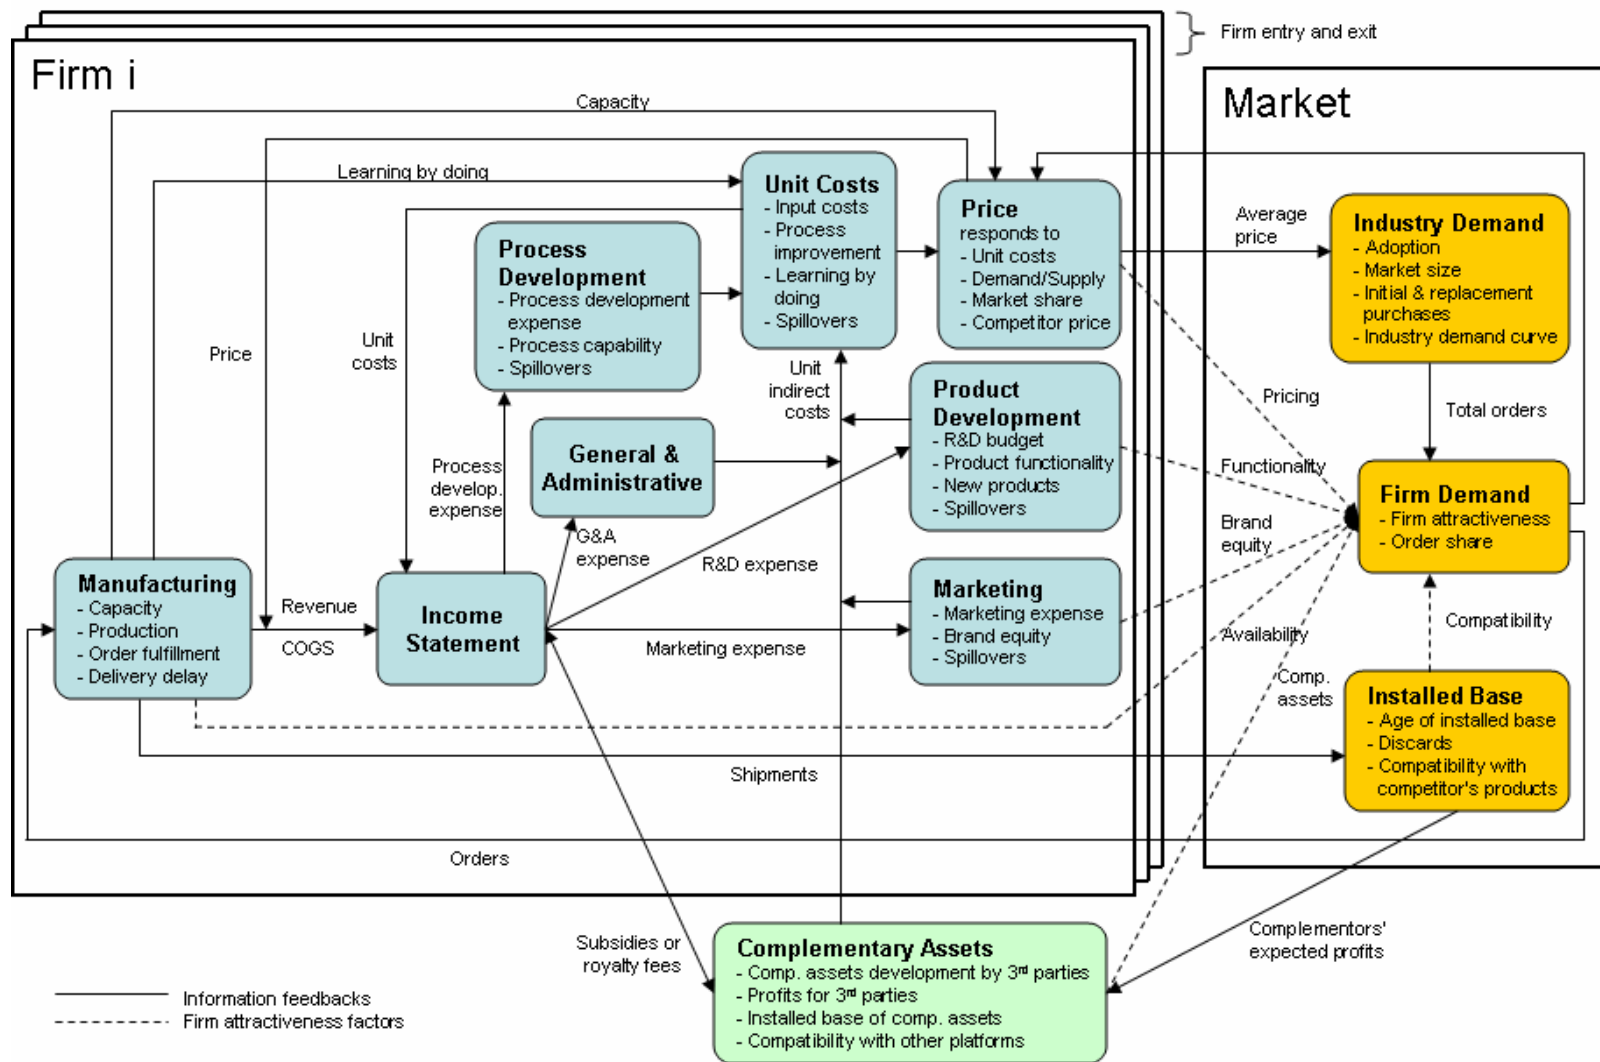 Firm entry and exit
Firm i
Market
Capacity
Learning by doing
Unit Costs
- Input costs
- Process
improvement
- Learning by
doing
- Spillovers
Price
responds to
- Unit costs
- Demand/Supply
- Market share
- Competitor price
Average
price
Industry Demand
- Adoption
- Market size
- Initial & replacement
purchases
- Industry demand curve
Process
Development
- Process development
expense
- Process capability
- Spillovers
Price
Unit
costs
Unit
indirect
costs
Product
Development
- R&D budget
- Product functionality
- New products
- Spillovers
Pricing
Total orders
General &
Administrative
Process
develop.
expense
Functionality
Firm Demand
- Firm attractiveness
- Order share
Brand
equity
G&A
expense
R&D expense
Manufacturing
- Capacity
- Production
- Order fulfillment
- Delivery delay
Revenue
COGS
Income
Statement
Marketing expense
Marketing
- Marketing expense
- Brand equity
- Spillovers
Availability
Compatibility
Comp.
assets
Installed Base
- Age of installed base
- Discards
- Compatibility with
competitor's products
Shipments
Orders
Subsidies or
royalty fees
Complementary Assets
- Comp. assets development by 3rd parties
- Profits for 3rd parties
- Installed base of comp. assets
- Compatibility with other platforms
Complementors'
expected profits
Information feedbacks
Firm attractiveness factors